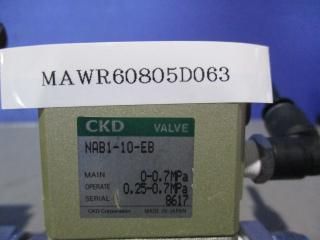 MAWR60805D063
CKD VALVE
NAB1-10-EB
MAIN 0-0.7MPa
OPERATE 0.25-0.7MPa
SERIAL 8617
CKD Corporation MADE IN JAPAN